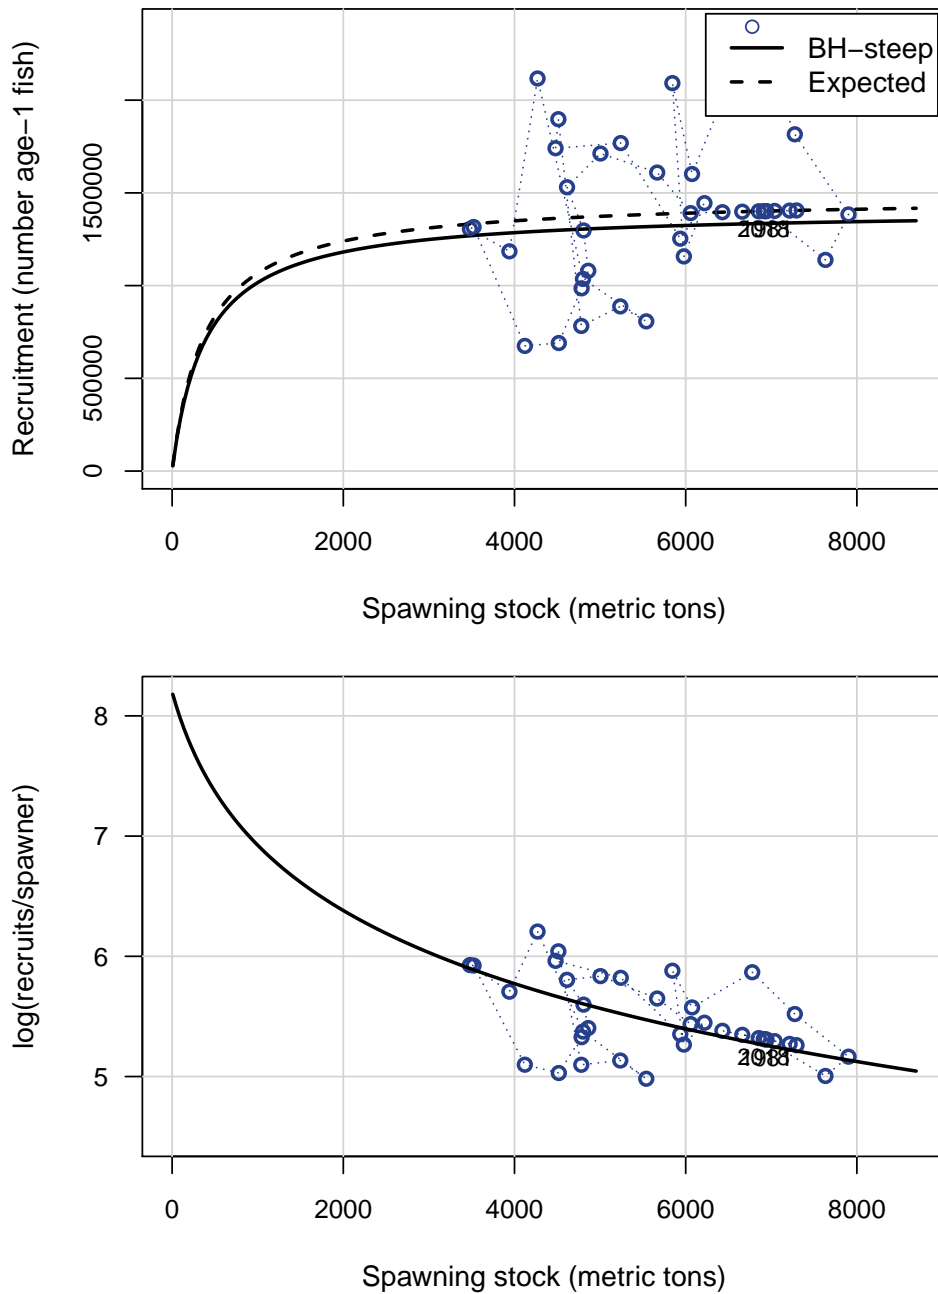 BH−steep
Expected
Recruitment (number age−1 fish)
0
500000
1500000
0
2000
4000
6000
8000
Spawning stock (metric tons)
log(recruits/spawner)
8
7
6
5
0
2000
4000
6000
8000
Spawning stock (metric tons)